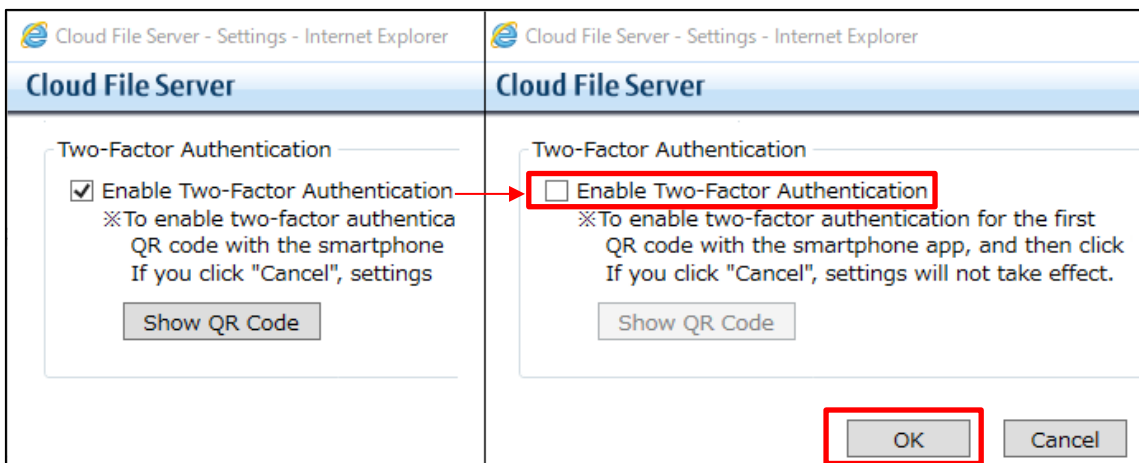 Cloud File Server - Settings - Internet Explorer
Cloud File Server
Two-Factor Authentication
Enable Two-Factor Authentication
※To enable two-factor authentica
QR code with the smartphone
If you click "Cancel", settings
Show QR Code
Cloud File Server - Settings - Internet Explorer
Cloud File Server
Two-Factor Authentication
Enable Two-Factor Authentication
※To enable two-factor authentication for the first
QR code with the smartphone app, and then click
If you click "Cancel", settings will not take effect.
Show QR Code
OK
Cancel